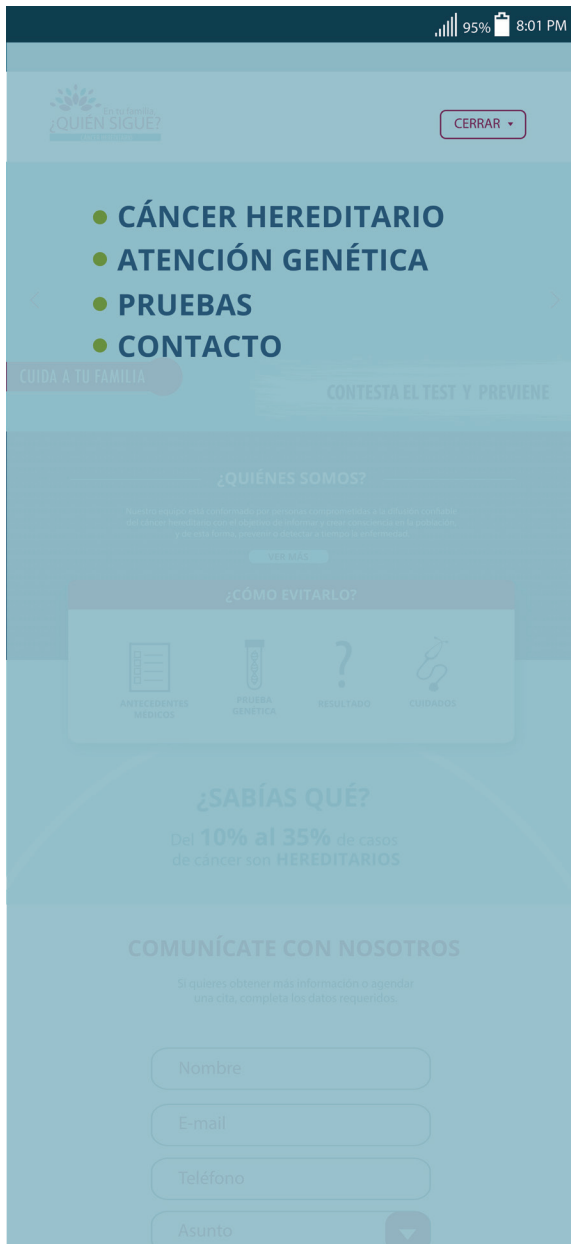 95% 8:01 PM
En tu familia,
¿QUIÉN SIGUE?
CERRAR
CÁNCER HEREDITARIO
ATENCIÓN GENÉTICA
PRUEBAS
CONTACTO
CUIDA A TU FAMILIA
CONTESTA EL TEST Y PREVIENE
¿QUIÉNES SOMOS?
VER MÁS
¿CÓMO EVITARLO?
ANTECEDENTES MÉDICOS
PRUEBA GENÉTICA
RESULTADO
CUIDADOS
¿SABÍAS QUÉ?
Del 10% al 35% de casos
de cáncer son HEREDITARIOS
COMUNÍCATE CON NOSOTROS
Si quieres obtener más información o agendar
una cita, completa los datos requeridos.
Nombre
E-mail
Teléfono
Asunto